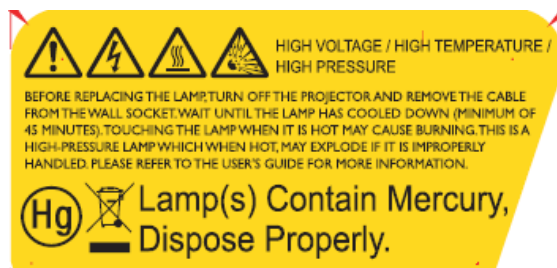 HIGH VOLTAGE / HIGH TEMPERATURE /
HIGH PRESSURE
BEFORE REPLACING THE LAMP,TURN OFF THE PROJECTOR AND REMOVE THE CABLE
FROM THE WALL SOCKET.WAIT UNTIL THE LAMP HAS COOLED DOWN (MINIMUM OF
45 MINUTES).TOUCHING THE LAMP WHEN IT IS HOT MAY CAUSE BURNING.THIS IS A
HIGH-PRESSURE LAMP WHICH WHEN HOT, MAY EXPLODE IF IT IS IMPROPERLY
HANDLED. PLEASE REFER TO THE USER'S GUIDE FOR MORE INFORMATION.
Hg Lamp(s) Contain Mercury,
Dispose Properly.